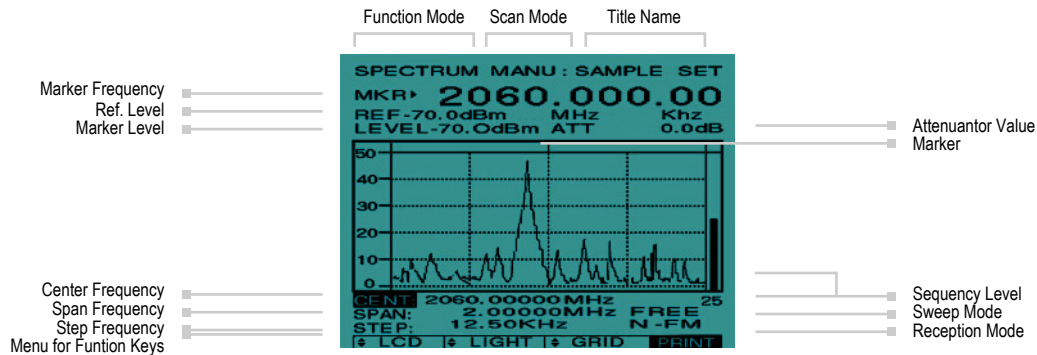 Function Mode Scan Mode Title Name
SPECTRUM MANU : SAMPLE SET
Marker Frequency
MKR 2060.000.00
Ref. Level
REF-70.0dBm MHz Khz
Marker Level
LEVEL-70.0dBm ATT 0.0dB
Attenuantor Value
Marker
50
40
30
20
10
0
Center Frequency
CENT: 2060.00000MHz 25
Sequency Level
Span Frequency
SPAN: 2.00000MHz FREE
Sweep Mode
Step Frequency
STEP: 12.50KHz N-FM
Reception Mode
Menu for Funtion Keys
LCD LIGHT GRID PRINT